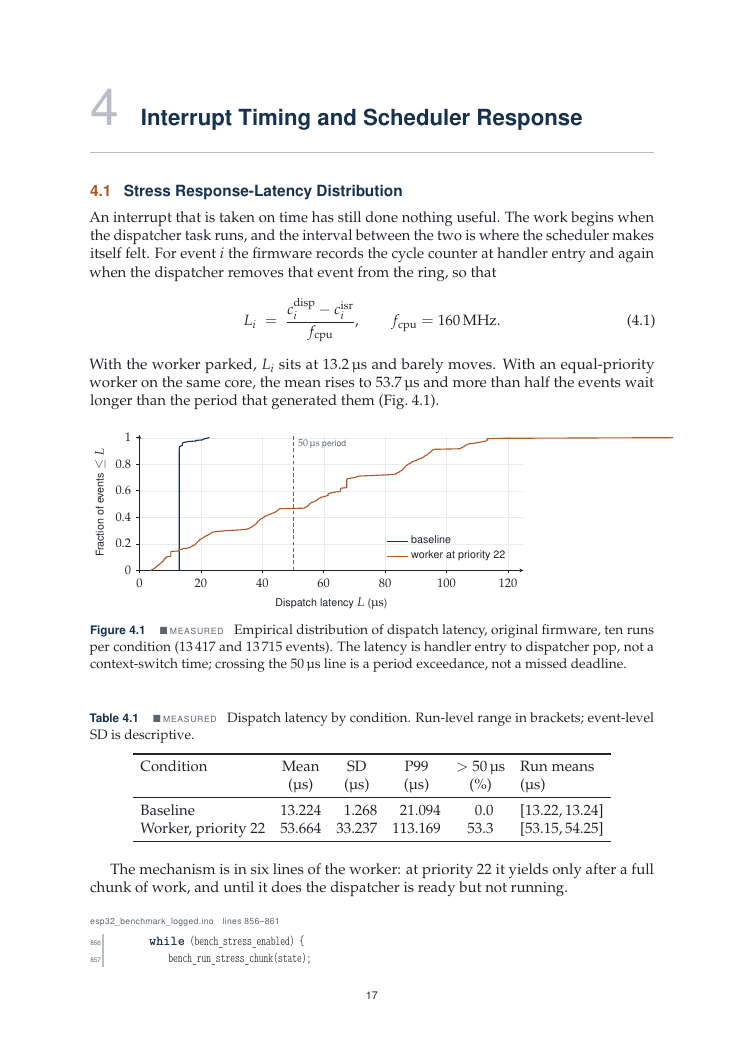 4 Interrupt Timing and Scheduler Response
4.1 Stress Response-Latency Distribution
An interrupt that is taken on time has still done nothing useful. The work begins when
the dispatcher task runs, and the interval between the two is where the scheduler makes
itself felt. For event i the firmware records the cycle counter at handler entry and again
when the dispatcher removes that event from the ring, so that
L_i = (c_i^disp − c_i^isr) / f_cpu, f_cpu = 160 MHz. (4.1)
With the worker parked, L_i sits at 13.2 µs and barely moves. With an equal-priority
worker on the same core, the mean rises to 53.7 µs and more than half the events wait
longer than the period that generated them (Fig. 4.1).
Fraction of events ≤ L
1
0.8
0.6
0.4
0.2
0
50 µs period
baseline
worker at priority 22
0 20 40 60 80 100 120
Dispatch latency L (µs)
Figure 4.1 ■ MEASURED Empirical distribution of dispatch latency, original firmware, ten runs
per condition (13 417 and 13 715 events). The latency is handler entry to dispatcher pop, not a
context-switch time; crossing the 50 µs line is a period exceedance, not a missed deadline.
Table 4.1 ■ MEASURED Dispatch latency by condition. Run-level range in brackets; event-level
SD is descriptive.
Condition Mean SD P99 > 50 µs Run means
(µs) (µs) (µs) (%) (µs)
Baseline 13.224 1.268 21.094 0.0 [13.22, 13.24]
Worker, priority 22 53.664 33.237 113.169 53.3 [53.15, 54.25]
The mechanism is in six lines of the worker: at priority 22 it yields only after a full
chunk of work, and until it does the dispatcher is ready but not running.
esp32_benchmark_logged.ino lines 856–861
856 while (bench_stress_enabled) {
857 bench_run_stress_chunk(state);
17